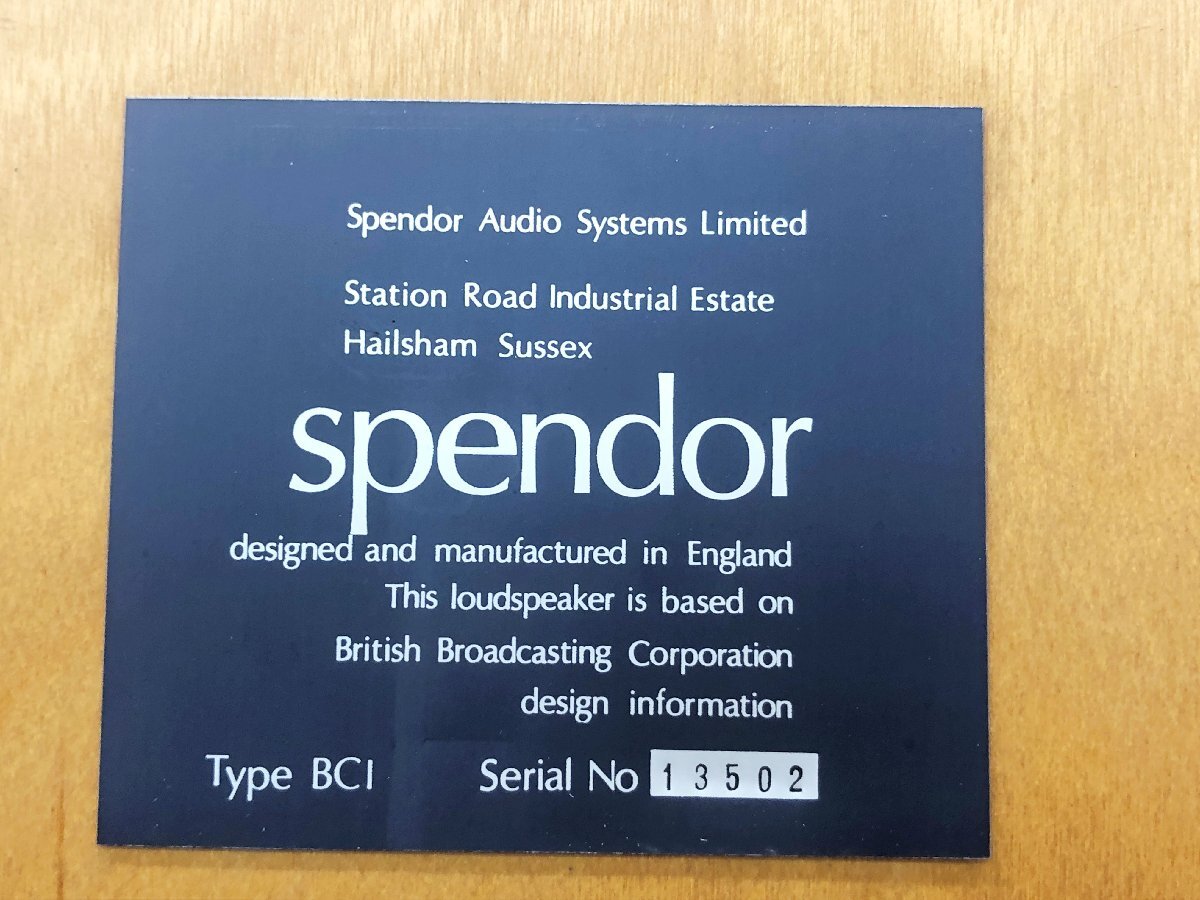 Spendor Audio Systems Limited
Station Road Industrial Estate
Hailsham Sussex
spendor
designed and manufactured in England
This loudspeaker is based on
British Broadcasting Corporation
design information
Type BC1 Serial No 13502